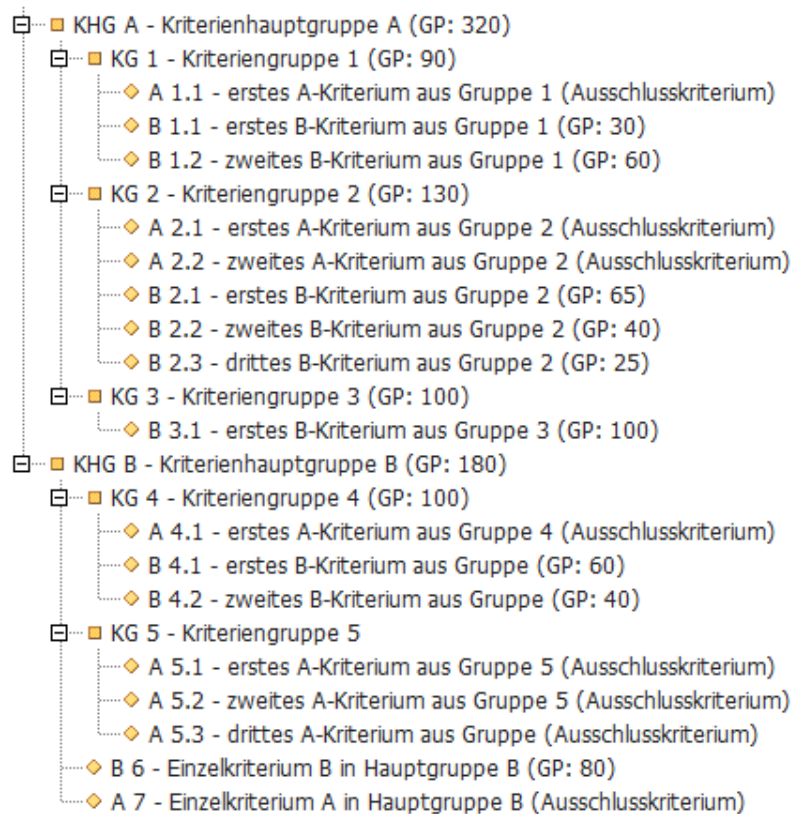 KHG A - Kriterienhauptgruppe A (GP: 320)
KG 1 - Kriteriengruppe 1 (GP: 90)
A 1.1 - erstes A-Kriterium aus Gruppe 1 (Ausschlusskriterium)
B 1.1 - erstes B-Kriterium aus Gruppe 1 (GP: 30)
B 1.2 - zweites B-Kriterium aus Gruppe 1 (GP: 60)
KG 2 - Kriteriengruppe 2 (GP: 130)
A 2.1 - erstes A-Kriterium aus Gruppe 2 (Ausschlusskriterium)
A 2.2 - zweites A-Kriterium aus Gruppe 2 (Ausschlusskriterium)
B 2.1 - erstes B-Kriterium aus Gruppe 2 (GP: 65)
B 2.2 - zweites B-Kriterium aus Gruppe 2 (GP: 40)
B 2.3 - drittes B-Kriterium aus Gruppe 2 (GP: 25)
KG 3 - Kriteriengruppe 3 (GP: 100)
B 3.1 - erstes B-Kriterium aus Gruppe 3 (GP: 100)
KHG B - Kriterienhauptgruppe B (GP: 180)
KG 4 - Kriteriengruppe 4 (GP: 100)
A 4.1 - erstes A-Kriterium aus Gruppe 4 (Ausschlusskriterium)
B 4.1 - erstes B-Kriterium aus Gruppe (GP: 60)
B 4.2 - zweites B-Kriterium aus Gruppe (GP: 40)
KG 5 - Kriteriengruppe 5
A 5.1 - erstes A-Kriterium aus Gruppe 5 (Ausschlusskriterium)
A 5.2 - zweites A-Kriterium aus Gruppe 5 (Ausschlusskriterium)
A 5.3 - drittes A-Kriterium aus Gruppe (Ausschlusskriterium)
B 6 - Einzelkriterium B in Hauptgruppe B (GP: 80)
A 7 - Einzelkriterium A in Hauptgruppe B (Ausschlusskriterium)